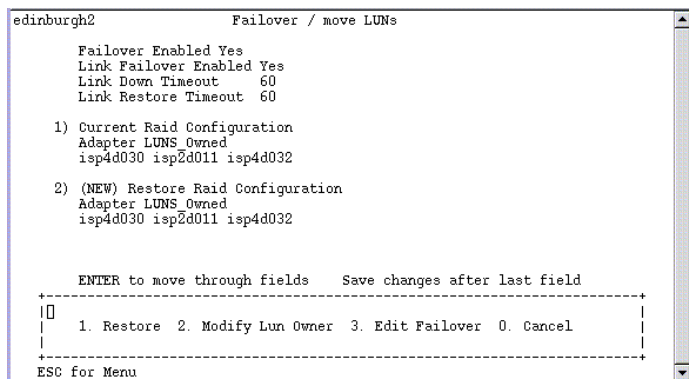 edinburgh2 Failover / move LUNs
Failover Enabled Yes
Link Failover Enabled Yes
Link Down Timeout 60
Link Restore Timeout 60
1) Current Raid Configuration
Adapter LUNS_Owned
isp4d030 isp2d011 isp4d032
2) (NEW) Restore Raid Configuration
Adapter LUNS_Owned
isp4d030 isp2d011 isp4d032
ENTER to move through fields Save changes after last field
1. Restore 2. Modify Lun Owner 3. Edit Failover 0. Cancel
ESC for Menu